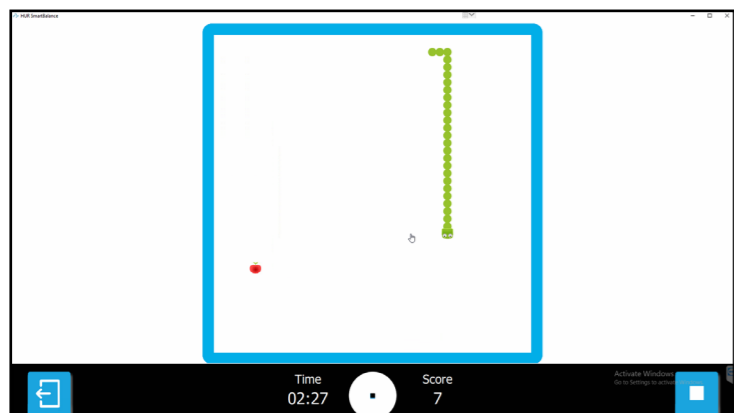 HUR SmartBalance
Time
02:27
Score
7
Activate Windows
Go to Settings to activate Windows.